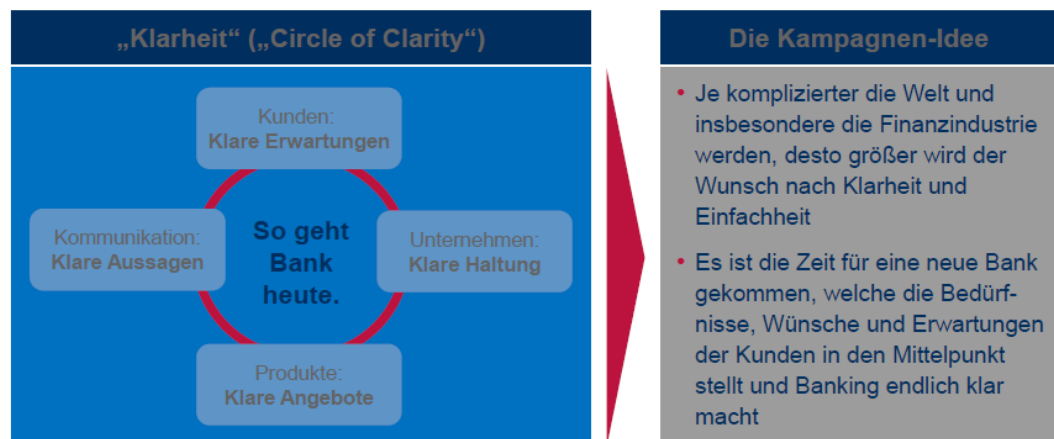 „Klarheit“ („Circle of Clarity“)
Kunden:
Klare Erwartungen
Kommunikation:
Klare Aussagen
So geht
Bank
heute.
Unternehmen:
Klare Haltung
Produkte:
Klare Angebote
Die Kampagnen-Idee
• Je komplizierter die Welt und
insbesondere die Finanzindustrie
werden, desto größer wird der
Wunsch nach Klarheit und
Einfachheit
• Es ist die Zeit für eine neue Bank
gekommen, welche die Bedürf-
nisse, Wünsche und Erwartungen
der Kunden in den Mittelpunkt
stellt und Banking endlich klar
macht